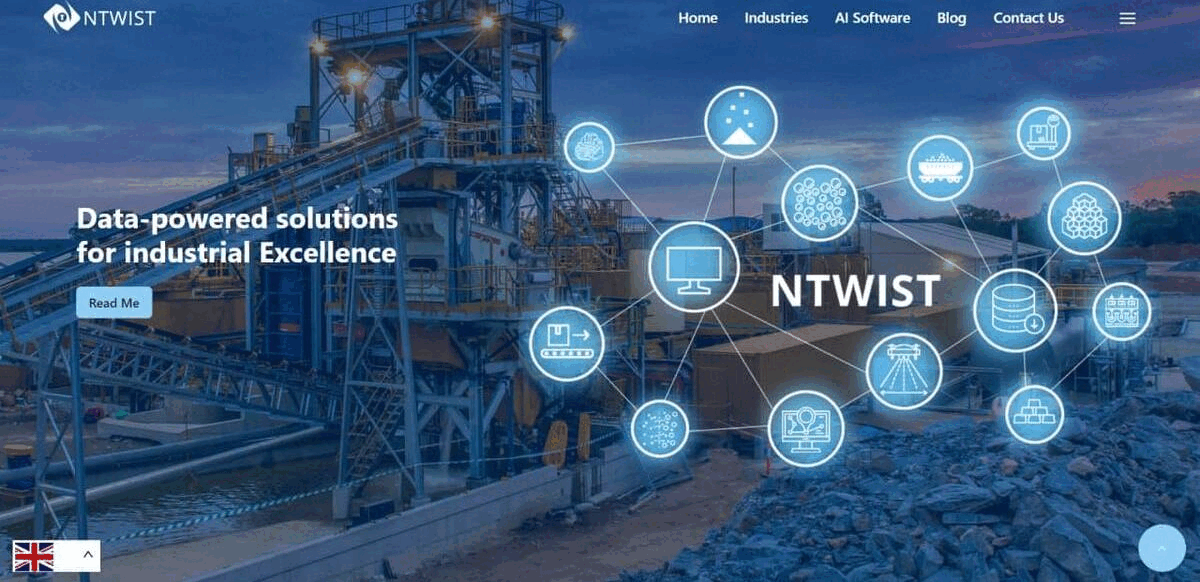 NTWIST
Home
Industries
AI Software
Blog
Contact Us
Data-powered solutions
for industrial Excellence
Read Me
NTWIST